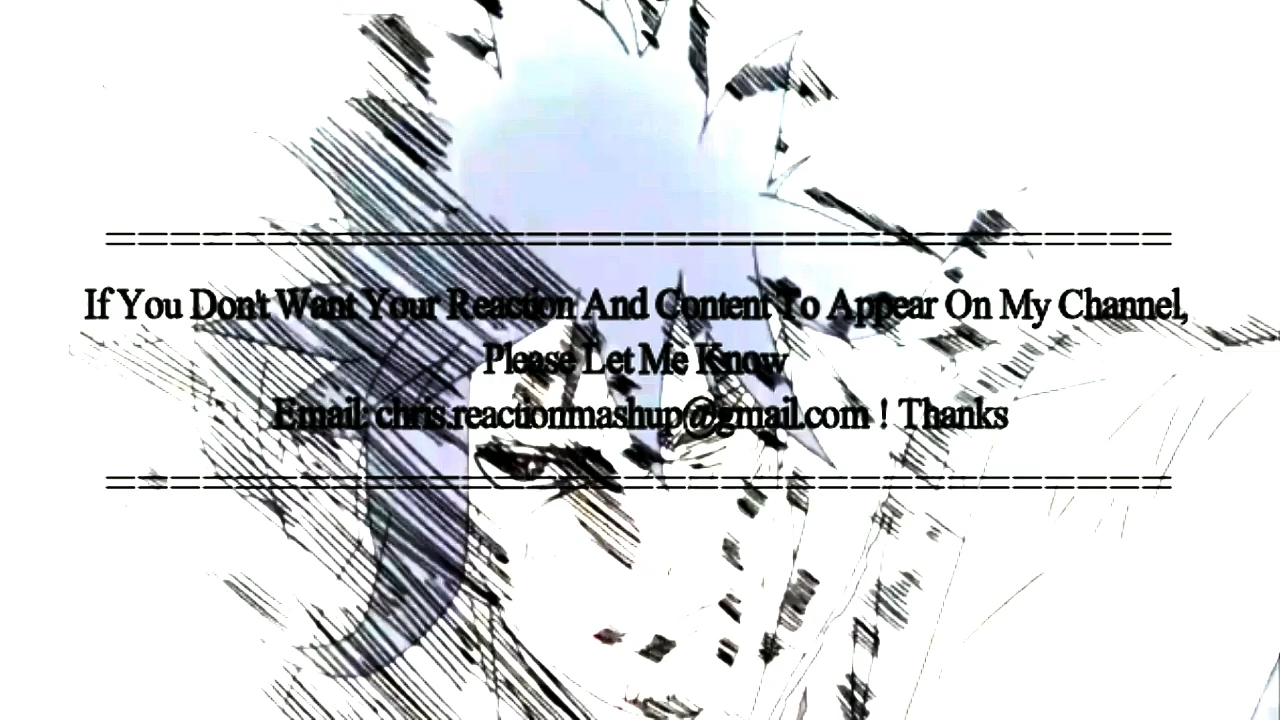 ==================================
If You Don't Want Your Reaction And Content To Appear On My Channel,
Please Let Me Know
Email: chris.reactionmashup@gmail.com ! Thanks
==================================